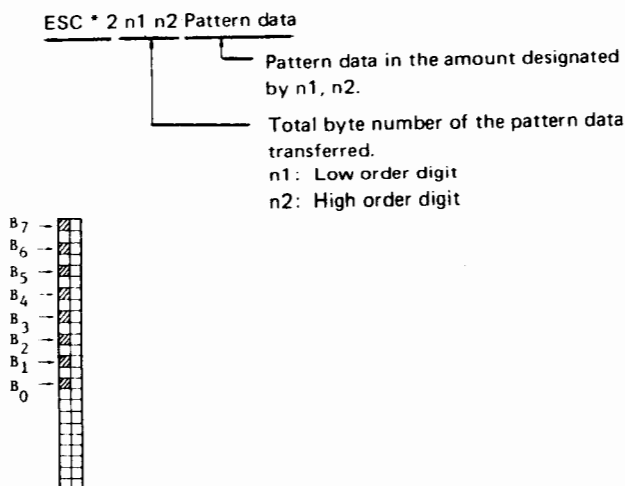 ESC * 2 n1 n2 Pattern data
Pattern data in the amount designated
by n1, n2.
Total byte number of the pattern data
transferred.
n1: Low order digit
n2: High order digit
B7
B6
B5
B4
B3
B2
B1
B0